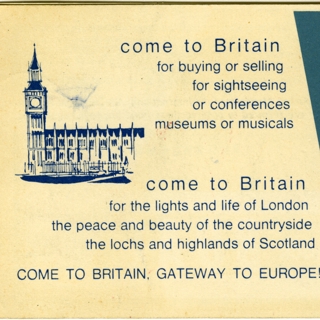 come to Britain
for buying or selling
for sightseeing
or conferences
museums or musicals
come to Britain
for the lights and life of London
the peace and beauty of the countryside
the lochs and highlands of Scotland
COME TO BRITAIN, GATEWAY TO EUROPE!